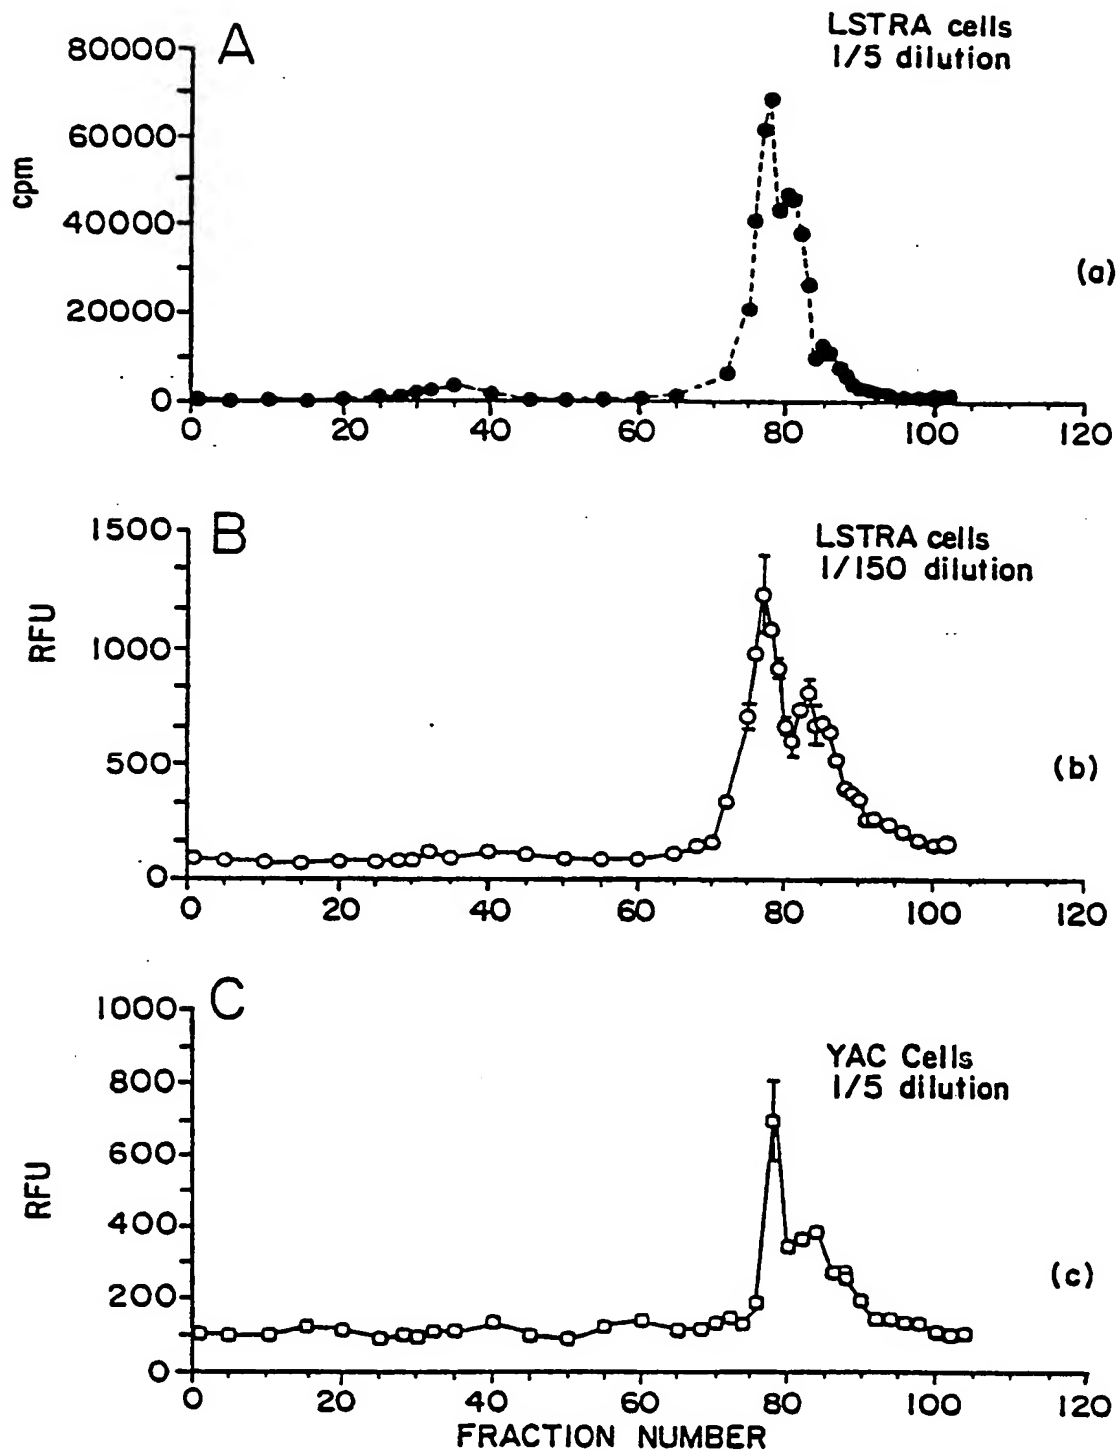 A
LSTRA cells
1/5 dilution
80000
60000
40000
20000
0
cpm
(a)
0 20 40 60 80 100 120
B
LSTRA cells
1/150 dilution
1500
1000
500
0
RFU
(b)
0 20 40 60 80 100 120
C
YAC Cells
1/5 dilution
1000
800
600
400
200
0
RFU
(c)
0 20 40 60 80 100 120
FRACTION NUMBER